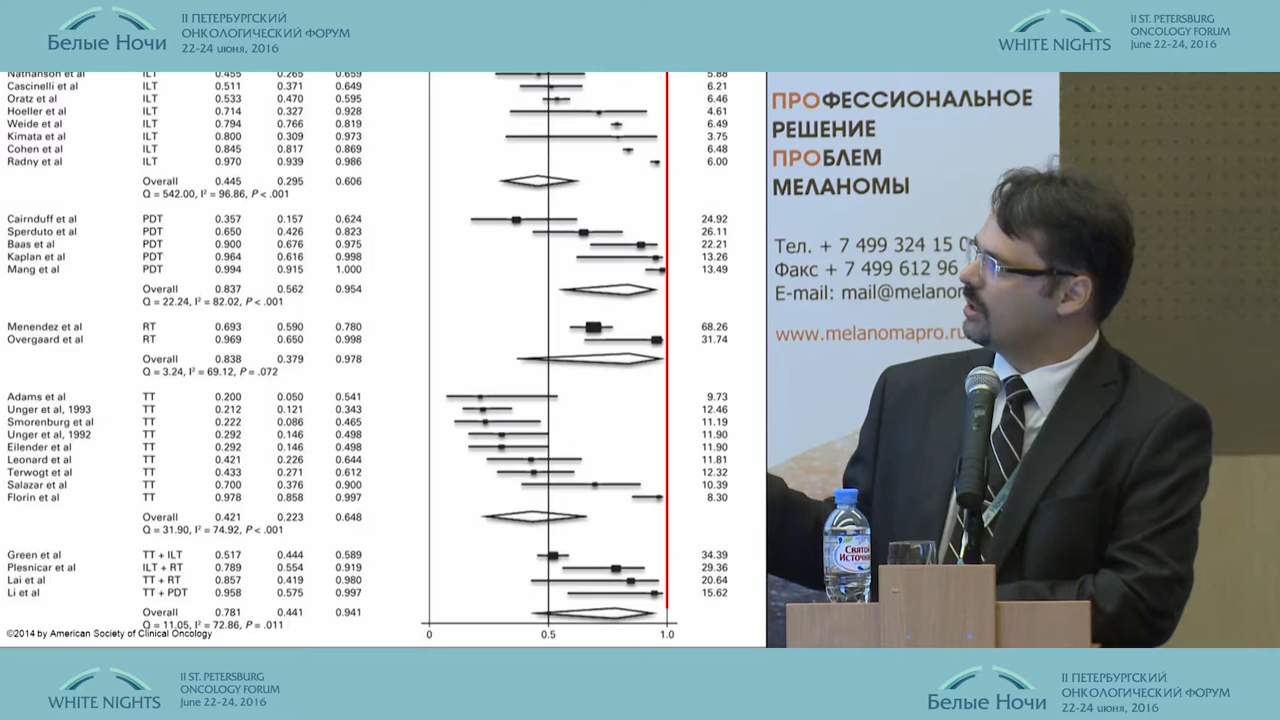 II ПЕТЕРБУРГСКИЙ
ОНКОЛОГИЧЕСКИЙ ФОРУМ
Белые Ночи
22-24 июня, 2016
II ST. PETERSBURG
ONCOLOGY FORUM
WHITE NIGHTS
June 22-24, 2016
Nathanson et al ILT 0.455 0.265 0.659 5.88
Cascinelli et al ILT 0.511 0.371 0.649 6.21
Oratz et al ILT 0.533 0.470 0.595 6.46
Hoeller et al ILT 0.714 0.327 0.928 4.61
Weide et al ILT 0.794 0.766 0.819 6.49
Kimata et al ILT 0.800 0.309 0.973 3.75
Cohen et al ILT 0.845 0.817 0.869 6.48
Radny et al ILT 0.970 0.939 0.986 6.00
Overall 0.445 0.295 0.606
Q = 542.00, I² = 96.86, P < .001
Cairnduff et al PDT 0.357 0.157 0.624 24.92
Sperduto et al PDT 0.650 0.426 0.823 26.11
Baas et al PDT 0.900 0.676 0.975 22.21
Kaplan et al PDT 0.964 0.616 0.998 13.26
Mang et al PDT 0.994 0.915 1.000 13.49
Overall 0.837 0.562 0.954
Q = 22.24, I² = 82.02, P < .001
Menendez et al RT 0.693 0.590 0.780 68.26
Overgaard et al RT 0.969 0.650 0.998 31.74
Overall 0.838 0.379 0.978
Q = 3.24, I² = 69.12, P = .072
Adams et al TT 0.200 0.050 0.541 9.73
Unger et al, 1993 TT 0.212 0.121 0.343 12.46
Smorenburg et al TT 0.222 0.086 0.465 11.19
Unger et al, 1992 TT 0.292 0.146 0.498 11.90
Eilender et al TT 0.292 0.146 0.498 11.90
Leonard et al TT 0.421 0.226 0.644 11.81
Terwogt et al TT 0.433 0.271 0.612 12.32
Salazar et al TT 0.700 0.376 0.900 10.39
Florin et al TT 0.978 0.858 0.997 8.30
Overall 0.421 0.223 0.648
Q = 31.90, I² = 74.92, P < .001
Green et al TT + ILT 0.517 0.444 0.589 34.39
Plesnicar et al ILT + RT 0.789 0.554 0.919 29.36
Lai et al TT + RT 0.857 0.419 0.980 20.64
Li et al TT + PDT 0.958 0.575 0.997 15.62
Overall 0.781 0.441 0.941
Q = 11.05, I² = 72.86, P = .011
©2014 by American Society of Clinical Oncology
0 0.5 1.0
ПРОФЕССИОНАЛЬНОЕ
РЕШЕНИЕ
ПРОБЛЕМ
МЕЛАНОМЫ
Тел. + 7 499 324 15
Факс + 7 499 612 96
E-mail: mail@melanom
www.melanomapro.ru
Святой
Источник
WHITE NIGHTS
II ST. PETERSBURG
ONCOLOGY FORUM
June 22-24, 2016
Белые Ночи
II ПЕТЕРБУРГСКИЙ
ОНКОЛОГИЧЕСКИЙ ФОРУМ
22-24 июня, 2016